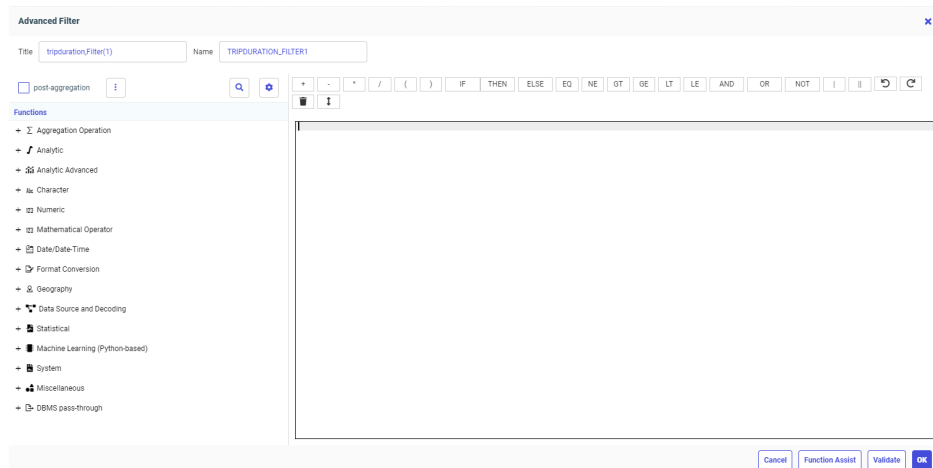 Advanced Filter
Title tripduration,Filter(1) Name TRIPDURATION_FILTER1
post-aggregation
+ - * / ( ) IF THEN ELSE EQ NE GT GE LT LE AND OR NOT | ||
Functions
+ Σ Aggregation Operation
+ Analytic
+ Analytic Advanced
+ Abc Character
+ 123 Numeric
+ 123 Mathematical Operator
+ Date/Date-Time
+ Format Conversion
+ Geography
+ Data Source and Decoding
+ Statistical
+ Machine Learning (Python-based)
+ System
+ Miscellaneous
+ DBMS pass-through
Cancel Function Assist Validate OK